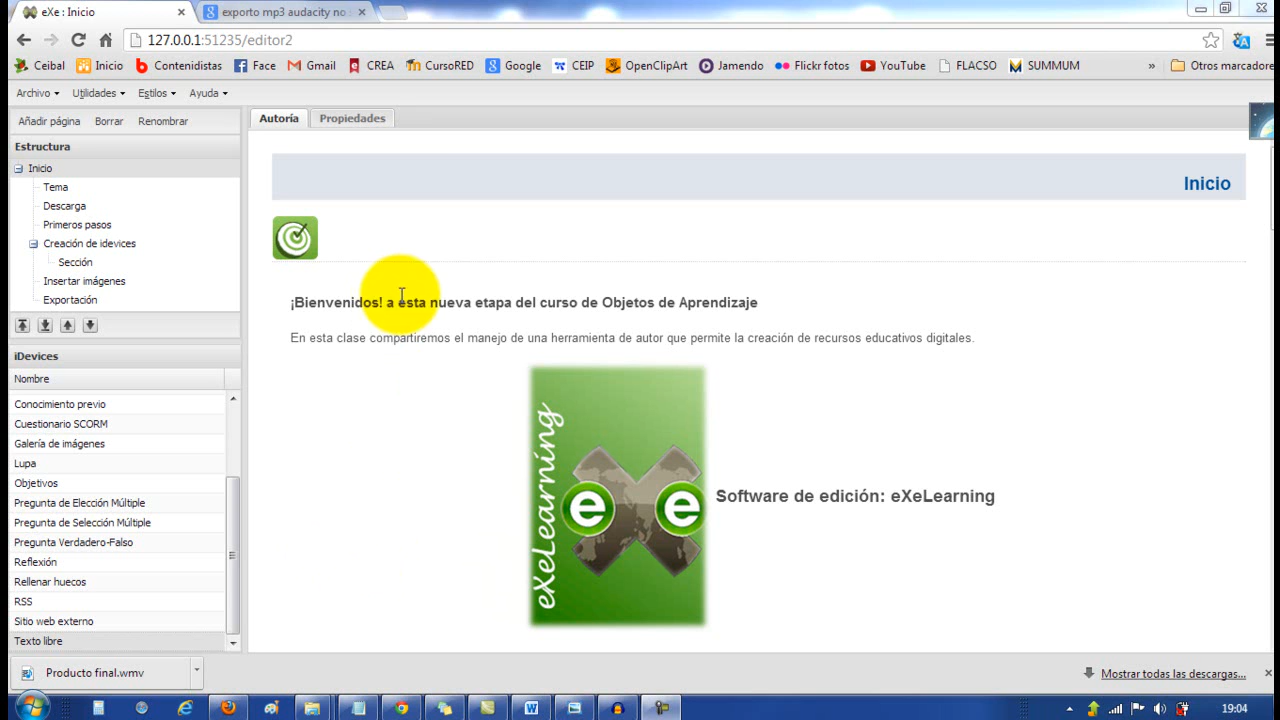 eXe : Inicio
exporto mp3 audacity no
127.0.0.1:51235/editor2
Ceibal Inicio Contenidistas Face Gmail CREA CursoRED Google CEIP OpenClipArt Jamendo Flickr fotos YouTube FLACSO SUMMUM » Otros marcadore
Archivo Utilidades Estilos Ayuda
Añadir página Borrar Renombrar
Autoría Propiedades
Estructura
Inicio
Tema
Descarga
Primeros pasos
Creación de idevices
Sección
Insertar imágenes
Exportación
iDevices
Nombre
Conocimiento previo
Cuestionario SCORM
Galería de imágenes
Lupa
Objetivos
Pregunta de Elección Múltiple
Pregunta de Selección Múltiple
Pregunta Verdadero-Falso
Reflexión
Rellenar huecos
RSS
Sitio web externo
Texto libre
Inicio
¡Bienvenidos! a esta nueva etapa del curso de Objetos de Aprendizaje
En esta clase compartiremos el manejo de una herramienta de autor que permite la creación de recursos educativos digitales.
eXeLearning
e e
Software de edición: eXeLearning
Producto final.wmv
Mostrar todas las descargas...
19:04